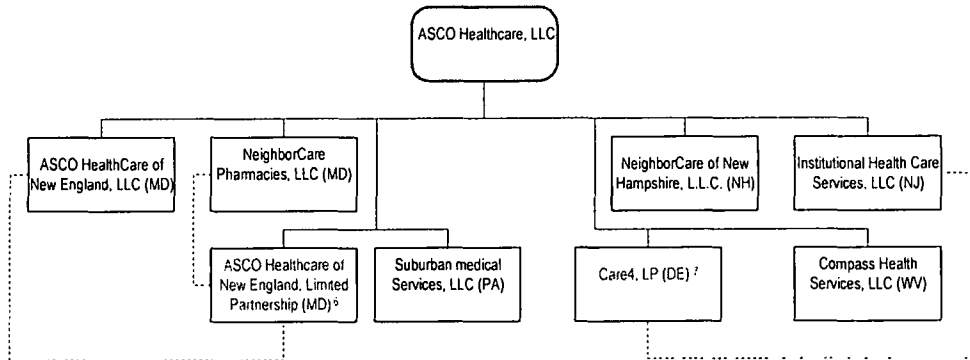 ASCO Healthcare, LLC
ASCO HealthCare of
New England, LLC (MD)
NeighborCare
Pharmacies, LLC (MD)
NeighborCare of New
Hampshire, L.L.C. (NH)
Institutional Health Care
Services, LLC (NJ)
ASCO Healthcare of
New England, Limited
Partnership (MD) 6
Suburban medical
Services, LLC (PA)
Care4, LP (DE) 7
Compass Health
Services, LLC (WV)